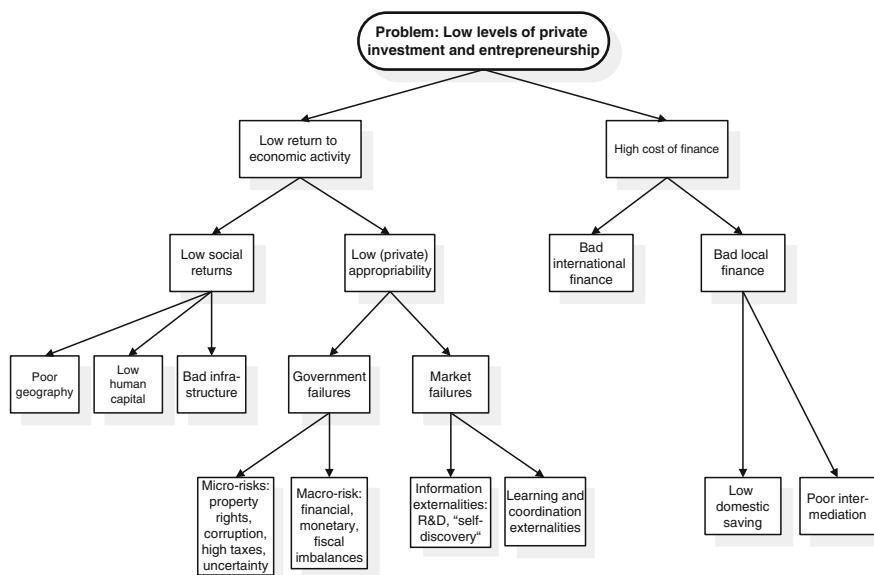 Problem: Low levels of private
investment and entrepreneurship
Low return to
economic activity
High cost of finance
Low social
returns
Low (private)
appropriability
Bad
international
finance
Bad local
finance
Poor
geography
Low
human
capital
Bad infra-
structure
Government
failures
Market
failures
Micro-risks:
property
rights,
corruption,
high taxes,
uncertainty
Macro-risk:
financial,
monetary,
fiscal
imbalances
Information
externalities:
R&D, “self-
discovery“
Learning and
coordination
externalities
Low
domestic
saving
Poor inter-
mediation